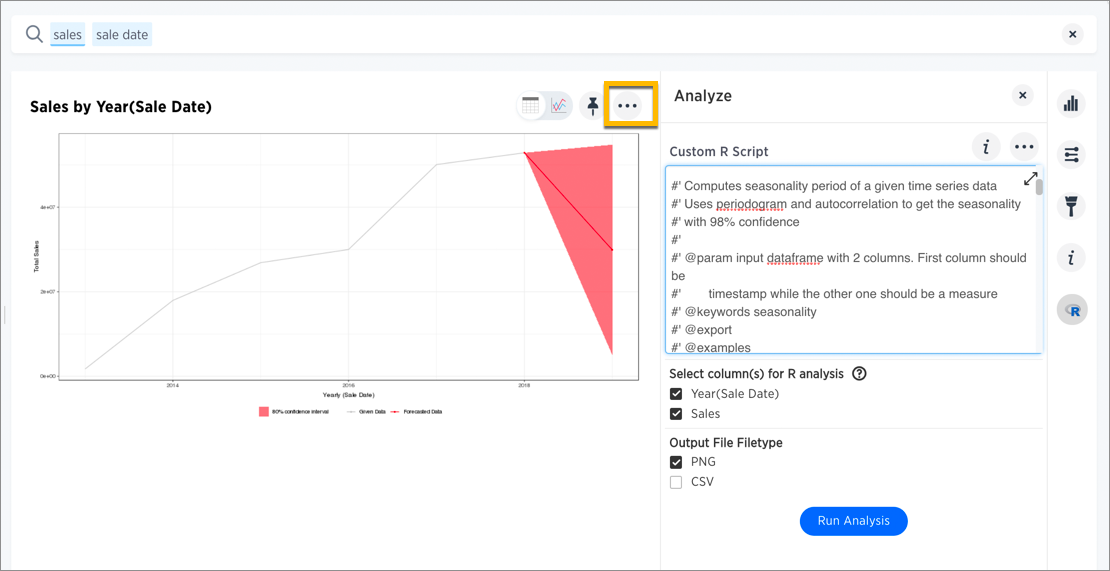 sales sale date
Sales by Year(Sale Date)
4e+07
2e+07
0e+00
Total Sales
2014 2016 2018
Yearly (Sale Date)
80% confidence interval Given Data Forecasted Data
Analyze
Custom R Script
#' Computes seasonality period of a given time series data
#' Uses periodogram and autocorrelation to get the seasonality
#' with 98% confidence
#'
#' @param input dataframe with 2 columns. First column should
be
#' timestamp while the other one should be a measure
#' @keywords seasonality
#' @export
#' @examples
Select column(s) for R analysis ?
Year(Sale Date)
Sales
Output File Filetype
PNG
CSV
Run Analysis
i
i
R